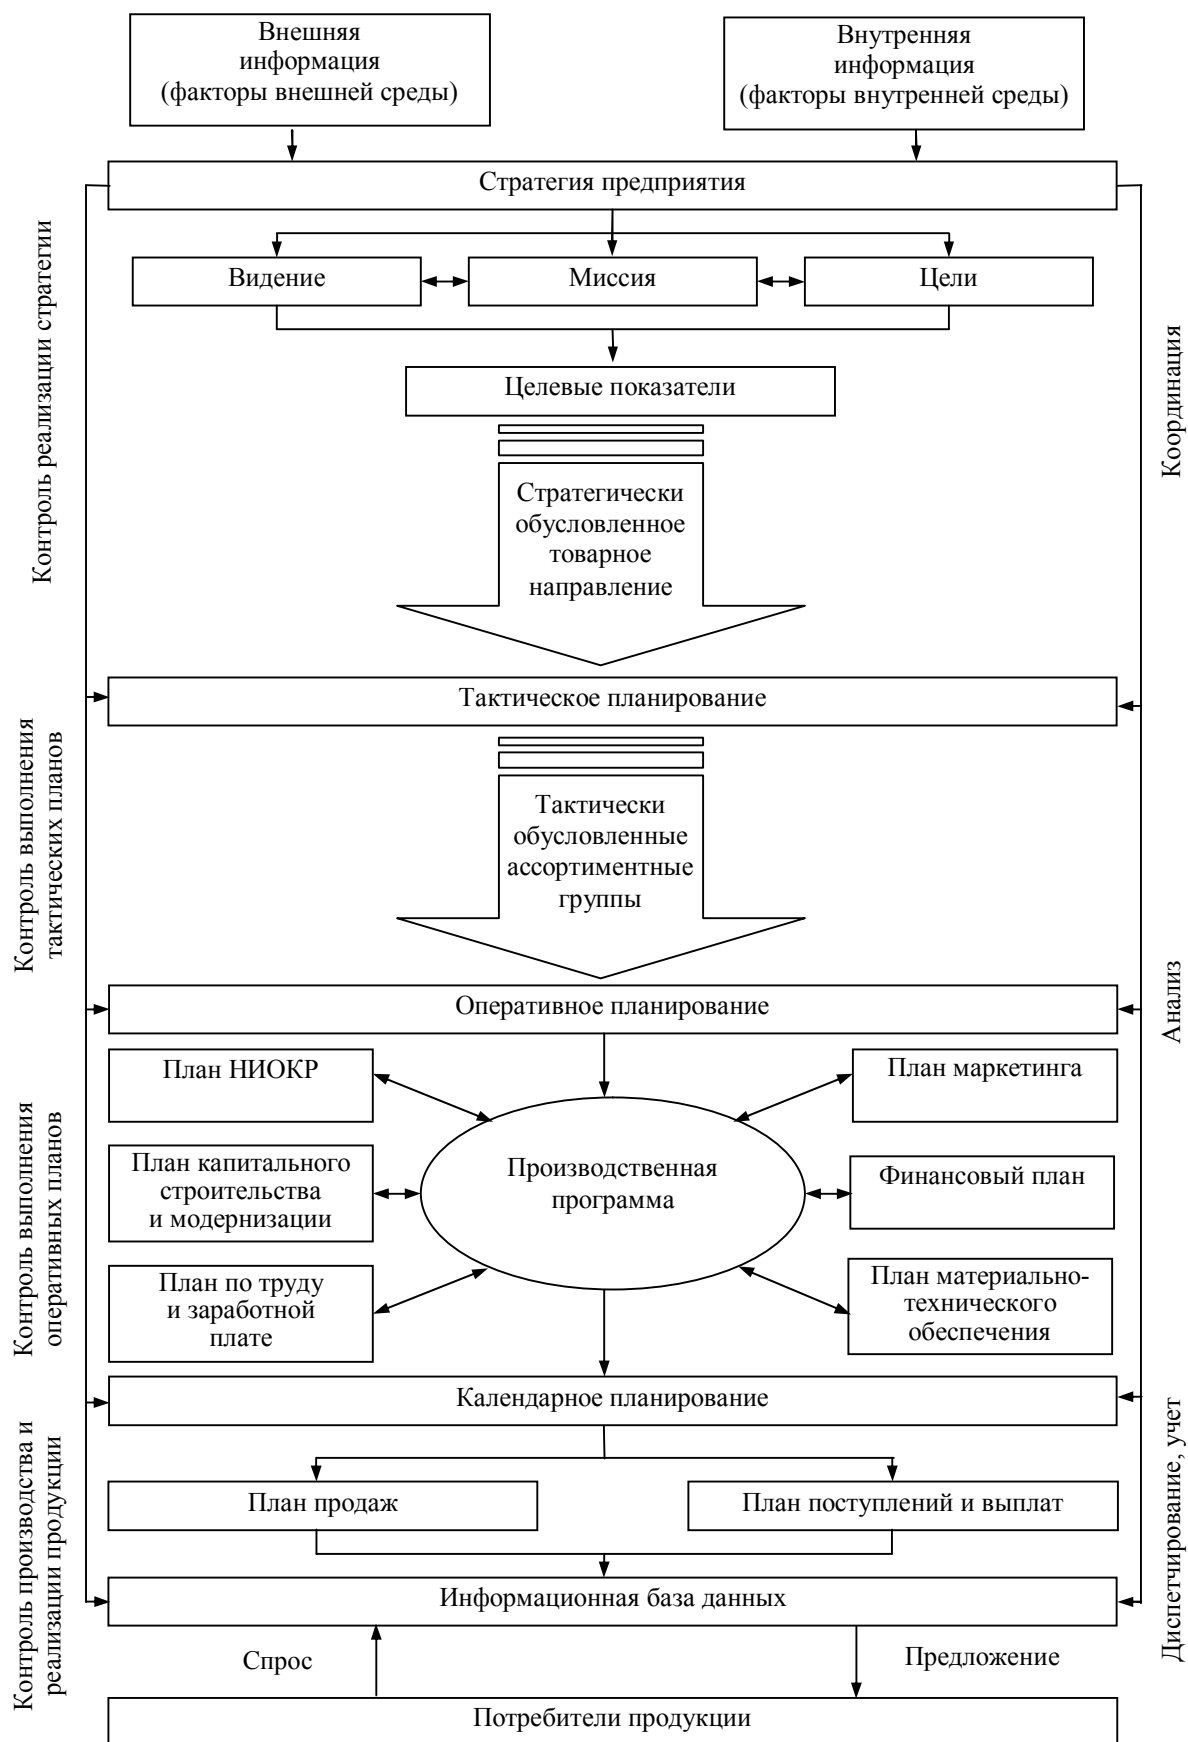 Внешняя
информация
(факторы внешней среды)
Внутренняя
информация
(факторы внутренней среды)
Стратегия предприятия
Видение
Миссия
Цели
Целевые показатели
Контроль реализации стратегии
Координация
Стратегически
обусловленное
товарное
направление
Тактическое планирование
Контроль выполнения
тактических планов
Тактически
обусловленные
ассортиментные
группы
Анализ
Оперативное планирование
План НИОКР
План маркетинга
Контроль выполнения
оперативных планов
План капитального
строительства
и модернизации
Производственная
программа
Финансовый план
План по труду
и заработной
плате
План материально-
технического
обеспечения
Календарное планирование
Контроль производства и
реализации продукции
План продаж
План поступлений и выплат
Диспетчирование, учет
Информационная база данных
Спрос
Предложение
Потребители продукции